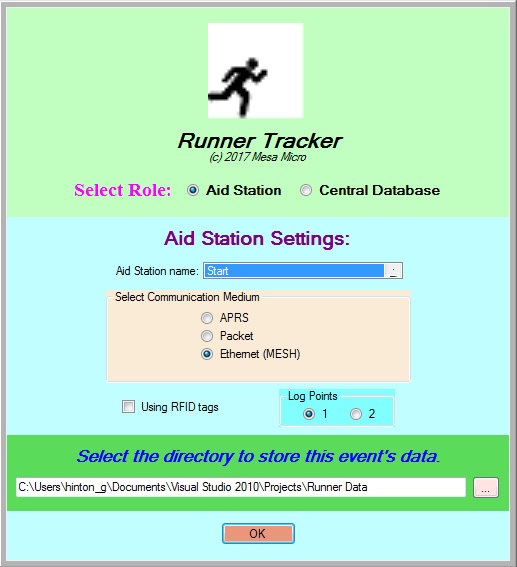 Runner Tracker
(c) 2017 Mesa Micro
Select Role: Aid Station Central Database
Aid Station Settings:
Aid Station name: Start
Select Communication Medium
APRS
Packet
Ethernet (MESH)
Log Points
Using RFID tags 1 2
Select the directory to store this event's data.
C:\Users\hinton_g\Documents\Visual Studio 2010\Projects\Runner Data ...
OK